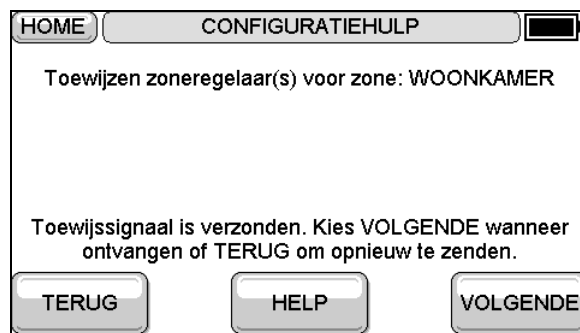 HOME CONFIGURATIEHULP
Toewijzen zoneregelaar(s) voor zone: WOONKAMER
Toewijssignaal is verzonden. Kies VOLGENDE wanneer
ontvangen of TERUG om opnieuw te zenden.
TERUG HELP VOLGENDE